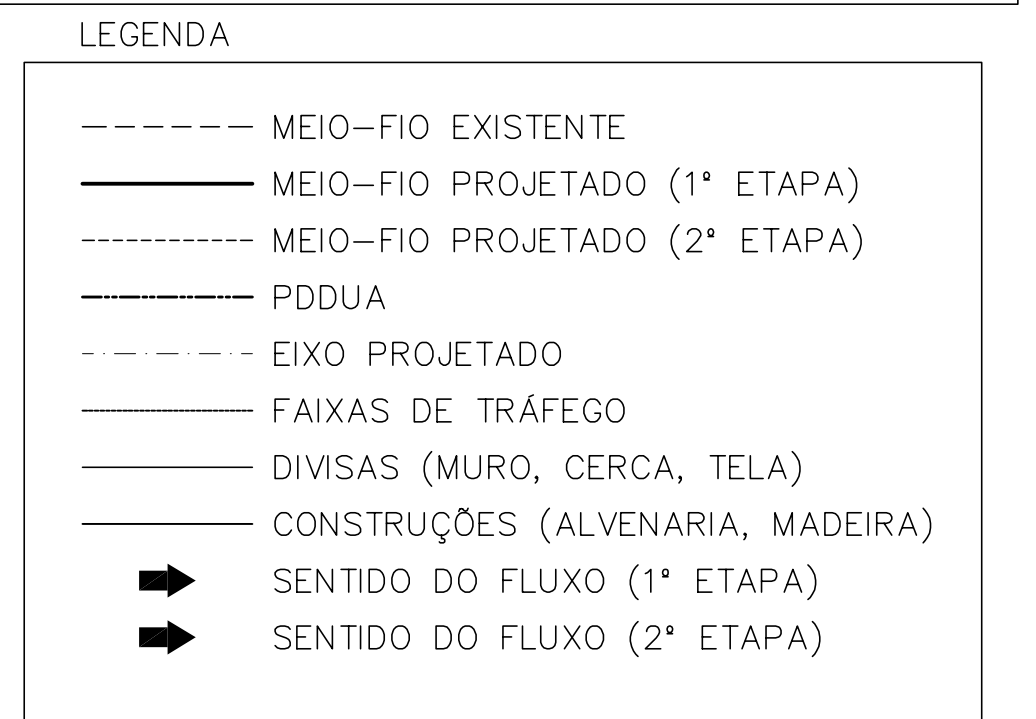 LEGENDA
MEIO-FIO EXISTENTE
MEIO-FIO PROJETADO (1ª ETAPA)
MEIO-FIO PROJETADO (2ª ETAPA)
PDDUA
EIXO PROJETADO
FAIXAS DE TRÁFEGO
DIVISAS (MURO, CERCA, TELA)
CONSTRUÇÕES (ALVENARIA, MADEIRA)
SENTIDO DO FLUXO (1ª ETAPA)
SENTIDO DO FLUXO (2ª ETAPA)